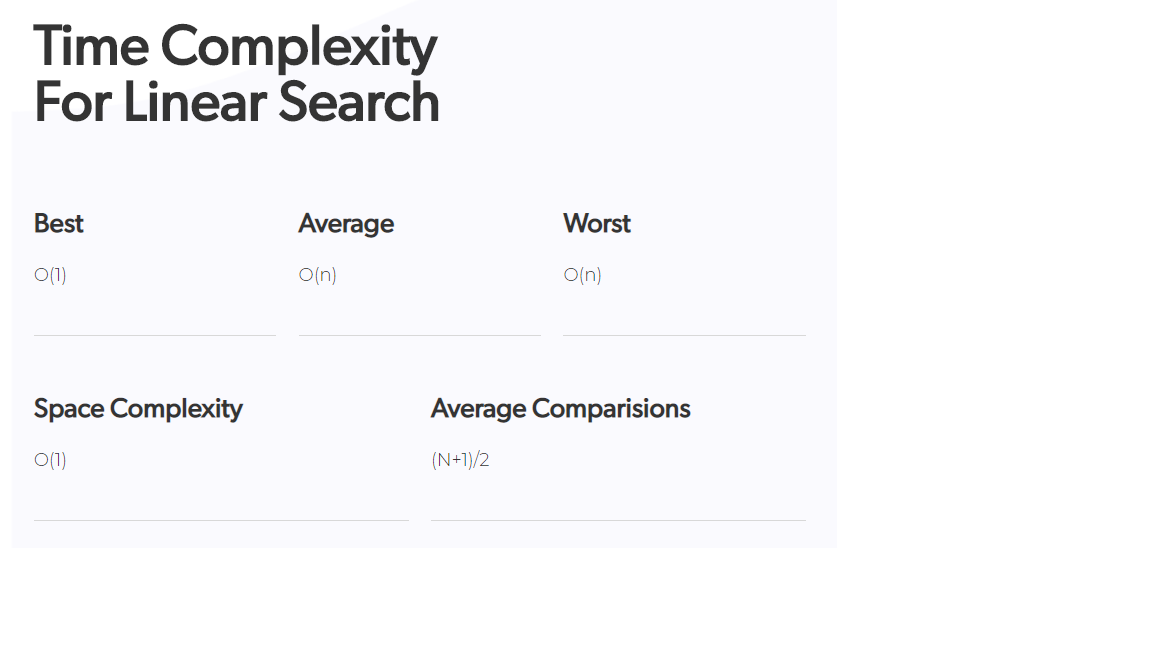 Time Complexity
For Linear Search
Best
Average
Worst
O(1)
O(n)
O(n)
Space Complexity
Average Comparisions
O(1)
(N+1)/2